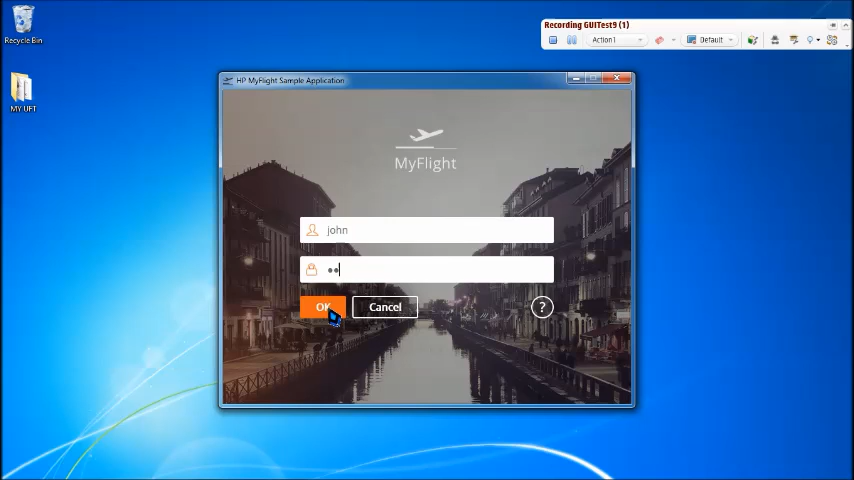 Recycle Bin
MY UFT
Recording GUITest9 (1)
Action1
Default
HP MyFlight Sample Application
MyFlight
john
OK
Cancel
?